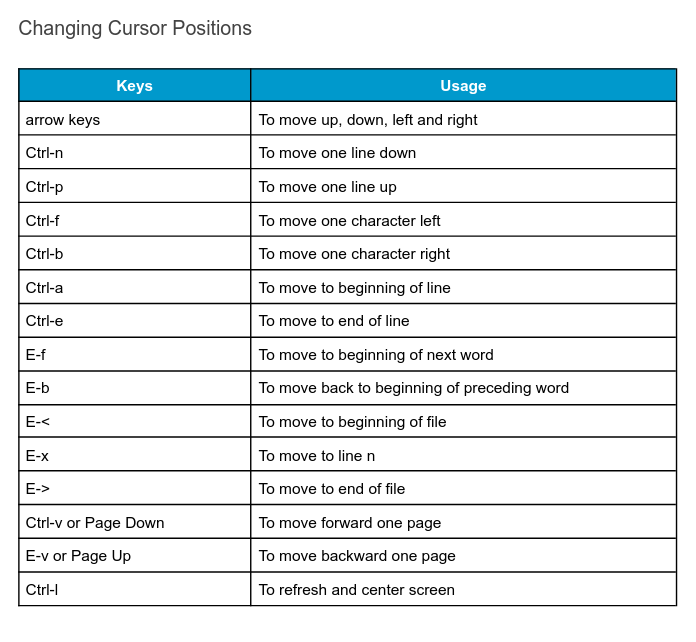 Changing Cursor Positions
Keys Usage
arrow keys To move up, down, left and right
Ctrl-n To move one line down
Ctrl-p To move one line up
Ctrl-f To move one character left
Ctrl-b To move one character right
Ctrl-a To move to beginning of line
Ctrl-e To move to end of line
E-f To move to beginning of next word
E-b To move back to beginning of preceding word
E-< To move to beginning of file
E-x To move to line n
E-> To move to end of file
Ctrl-v or Page Down To move forward one page
E-v or Page Up To move backward one page
Ctrl-l To refresh and center screen